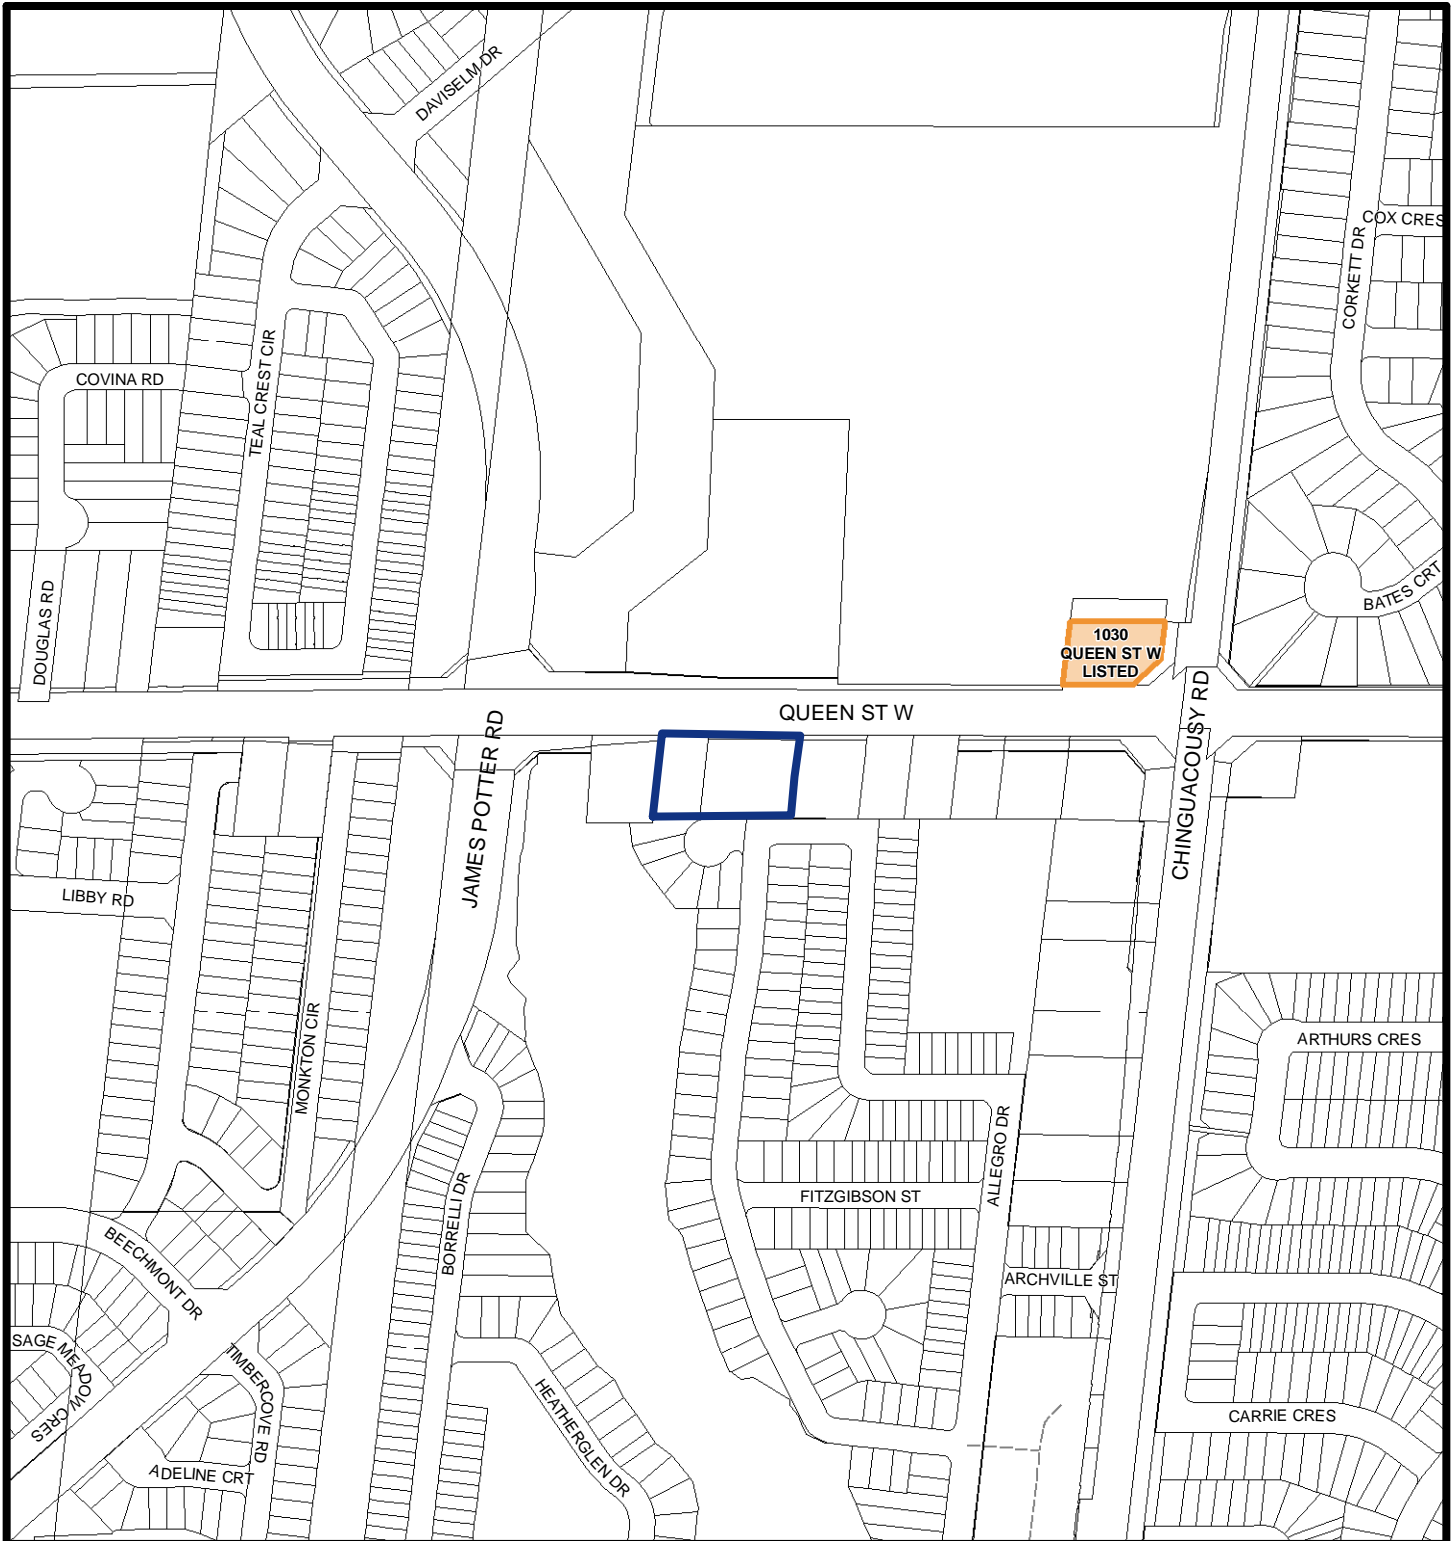 DAVISELM DR
COX CRES
CORKETT DR
COVINA RD
TEAL CREST CIR
BATES CRT
DOUGLAS RD
1030
QUEEN ST W
LISTED
QUEEN ST W
CHINGUACOUSY RD
JAMES POTTER RD
LIBBY RD
MONKTON CIR
ARTHURS CRES
ALLEGRO DR
FITZGIBSON ST
BORRELLI DR
BEECHMONT DR
ARCHVILLE ST
SAGE MEADOW CRES
TIMBERCOVE RD
HEATHERGLEN DR
CARRIE CRES
ADELINE CRT